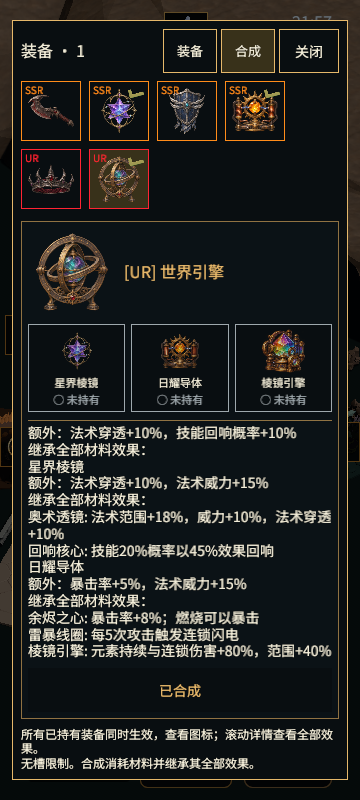 21:57
装备 · 1
装备
合成
关闭
SSR
SSR
SSR
SSR
UR
UR
[UR] 世界引擎
星界棱镜
日耀导体
棱镜引擎
〇 未持有
〇 未持有
〇 未持有
额外：法术穿透+10%，技能回响概率+10%
继承全部材料效果：
星界棱镜
额外：法术穿透+10%，法术威力+15%
继承全部材料效果：
奥术透镜: 法术范围+18%，威力+10%，法术穿透
+10%
回响核心: 技能20%概率以45%效果回响
日耀导体
额外：暴击率+5%，法术威力+15%
继承全部材料效果：
余烬之心: 暴击率+8%；燃烧可以暴击
雷暴线圈: 每5次攻击触发连锁闪电
棱镜引擎: 元素持续与连锁伤害+80%，范围+40%
已合成
所有已持有装备同时生效，查看图标；滚动详情查看全部效
果。
无槽限制。合成消耗材料并继承其全部效果。